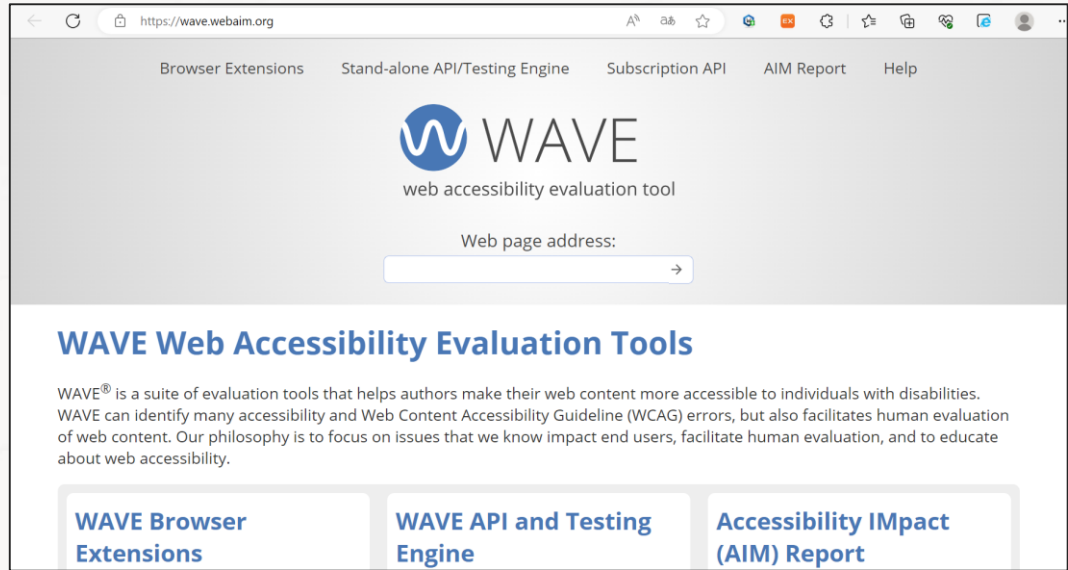 https://wave.webaim.org
Browser Extensions Stand-alone API/Testing Engine Subscription API AIM Report Help
WAVE
web accessibility evaluation tool
Web page address:
WAVE Web Accessibility Evaluation Tools
WAVE® is a suite of evaluation tools that helps authors make their web content more accessible to individuals with disabilities.
WAVE can identify many accessibility and Web Content Accessibility Guideline (WCAG) errors, but also facilitates human evaluation
of web content. Our philosophy is to focus on issues that we know impact end users, facilitate human evaluation, and to educate
about web accessibility.
WAVE Browser
Extensions
WAVE API and Testing
Engine
Accessibility IMpact
(AIM) Report